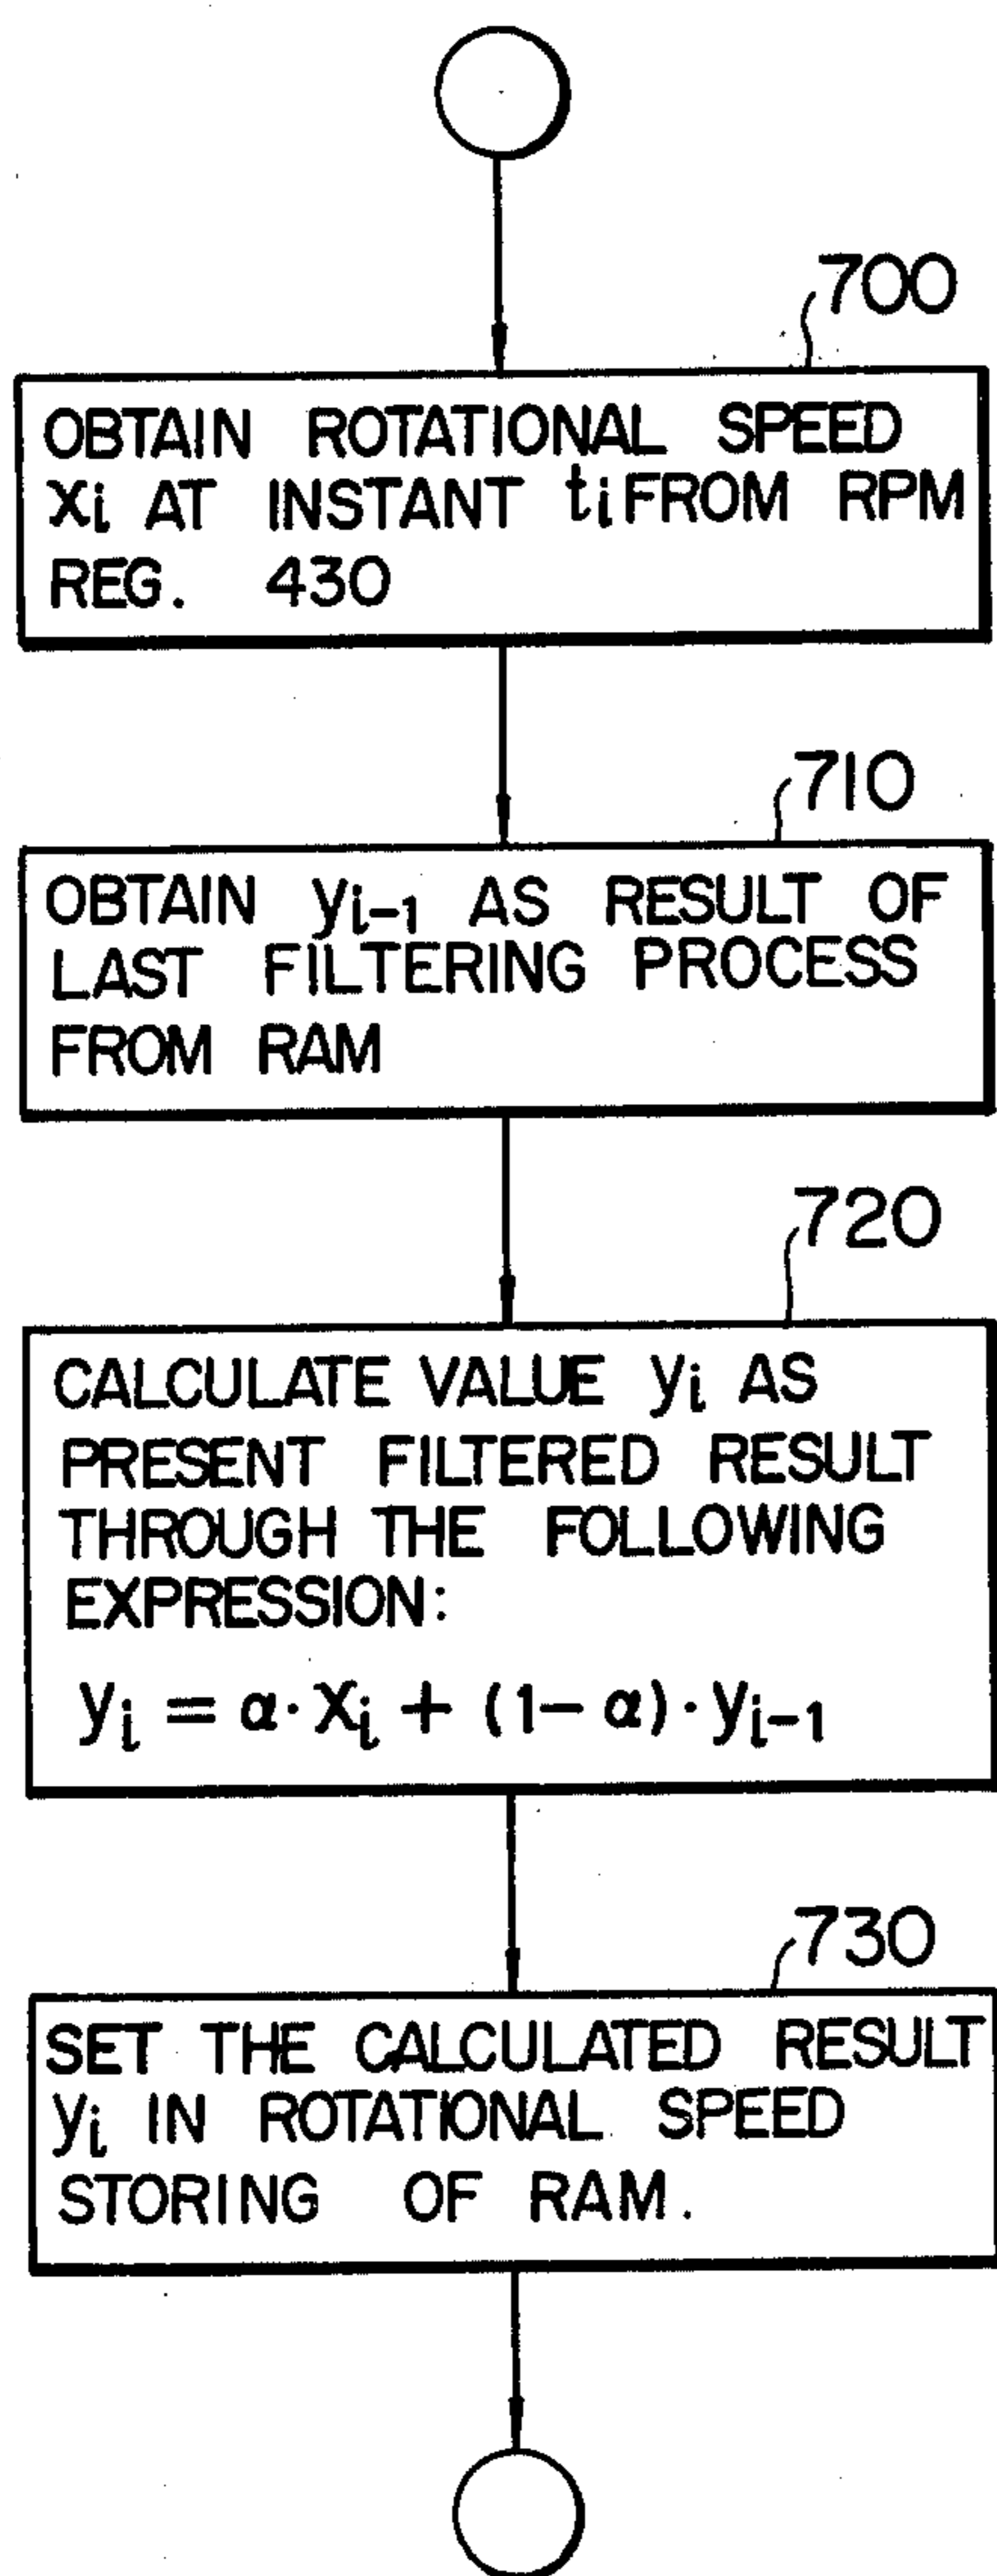 700
OBTAIN ROTATIONAL SPEED
xi AT INSTANT ti FROM RPM
REG. 430
710
OBTAIN yi-1 AS RESULT OF
LAST FILTERING PROCESS
FROM RAM
720
CALCULATE VALUE yi AS
PRESENT FILTERED RESULT
THROUGH THE FOLLOWING
EXPRESSION:
yi = α· xi + (1- α) · yi-1
730
SET THE CALCULATED RESULT
yi IN ROTATIONAL SPEED
STORING OF RAM.